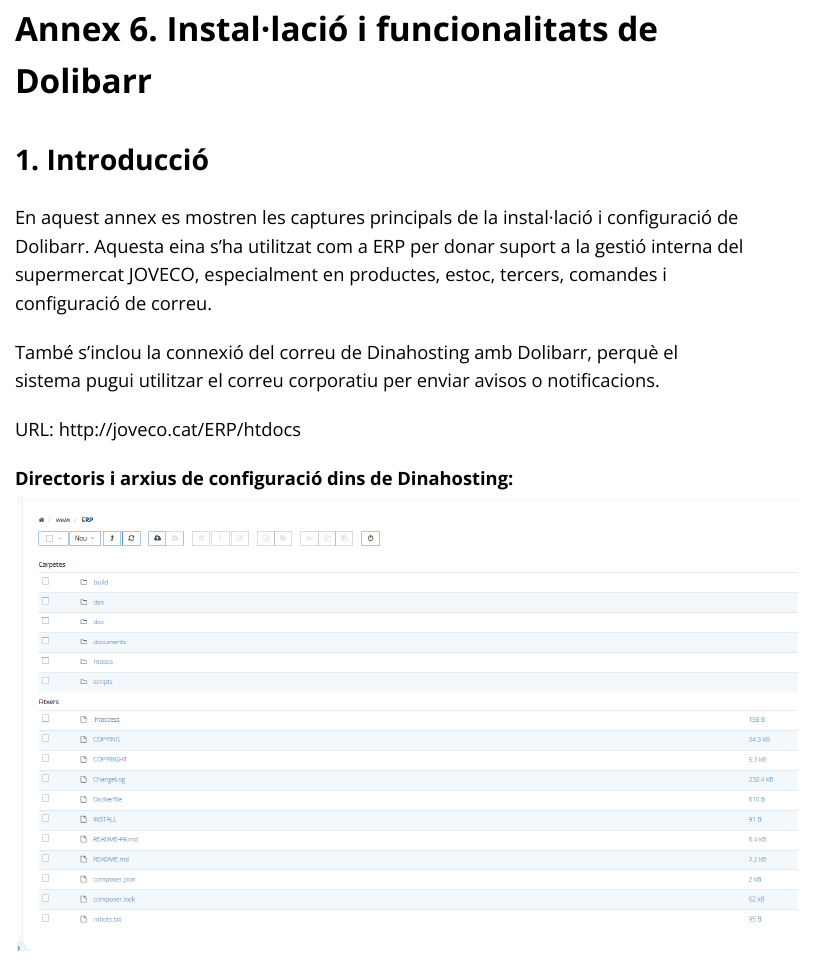 Annex 6. Instal·lació i funcionalitats de
Dolibarr
1. Introducció
En aquest annex es mostren les captures principals de la instal·lació i configuració de
Dolibarr. Aquesta eina s’ha utilitzat com a ERP per donar suport a la gestió interna del
supermercat JOVECO, especialment en productes, estoc, tercers, comandes i
configuració de correu.
També s’inclou la connexió del correu de Dinahosting amb Dolibarr, perquè el
sistema pugui utilitzar el correu corporatiu per enviar avisos o notificacions.
URL: http://joveco.cat/ERP/htdocs
Directoris i arxius de configuració dins de Dinahosting:
/ www / ERP
Nou
Carpetes
build
dev
doc
documents
htdocs
scripts
Fitxers
.htaccess 158 B
COPYING 34,3 kB
COPYRIGHT 5,3 kB
ChangeLog 232,4 kB
Dockerfile 610 B
INSTALL 91 B
README-FR.md 6,4 kB
README.md 7,2 kB
composer.json 2 kB
composer.lock 62 kB
robots.txt 95 B